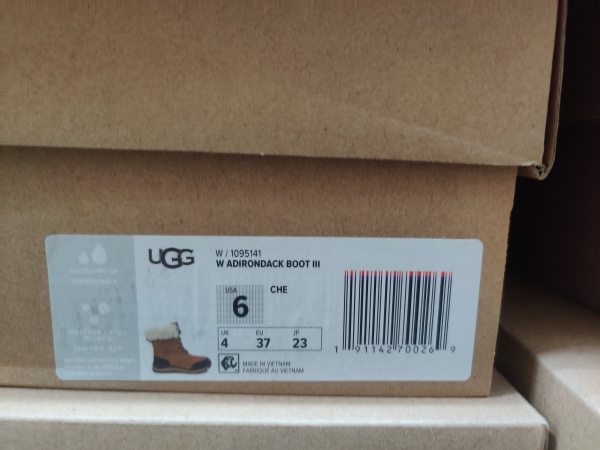 UGG
W / 1095141
W ADIRONDACK BOOT III
USA
6
CHE
UK EU JP
4 37 23
MADE IN VIETNAM
FABRIQUÉ AU VIETNAM
1 91142 70026 9
WATERPROOF